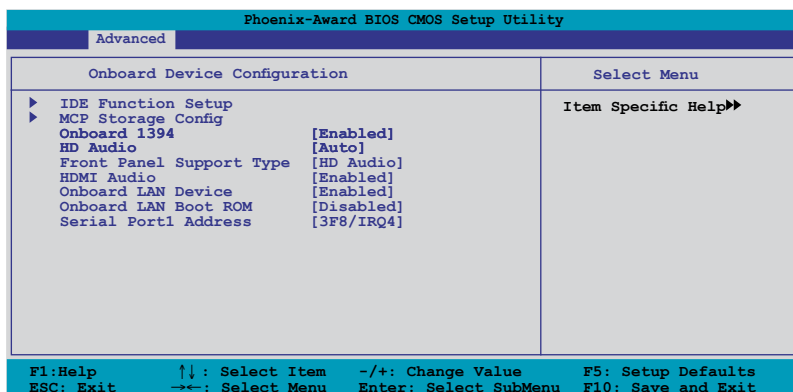 Phoenix-Award BIOS CMOS Setup Utility
Advanced
Onboard Device Configuration
Select Menu
IDE Function Setup
MCP Storage Config
Onboard 1394 [Enabled]
HD Audio [Auto]
Front Panel Support Type [HD Audio]
HDMI Audio [Enabled]
Onboard LAN Device [Enabled]
Onboard LAN Boot ROM [Disabled]
Serial Port1 Address [3F8/IRQ4]
Item Specific Help
F1:Help ↑↓: Select Item -/+: Change Value F5: Setup Defaults
ESC: Exit →←: Select Menu Enter: Select SubMenu F10: Save and Exit